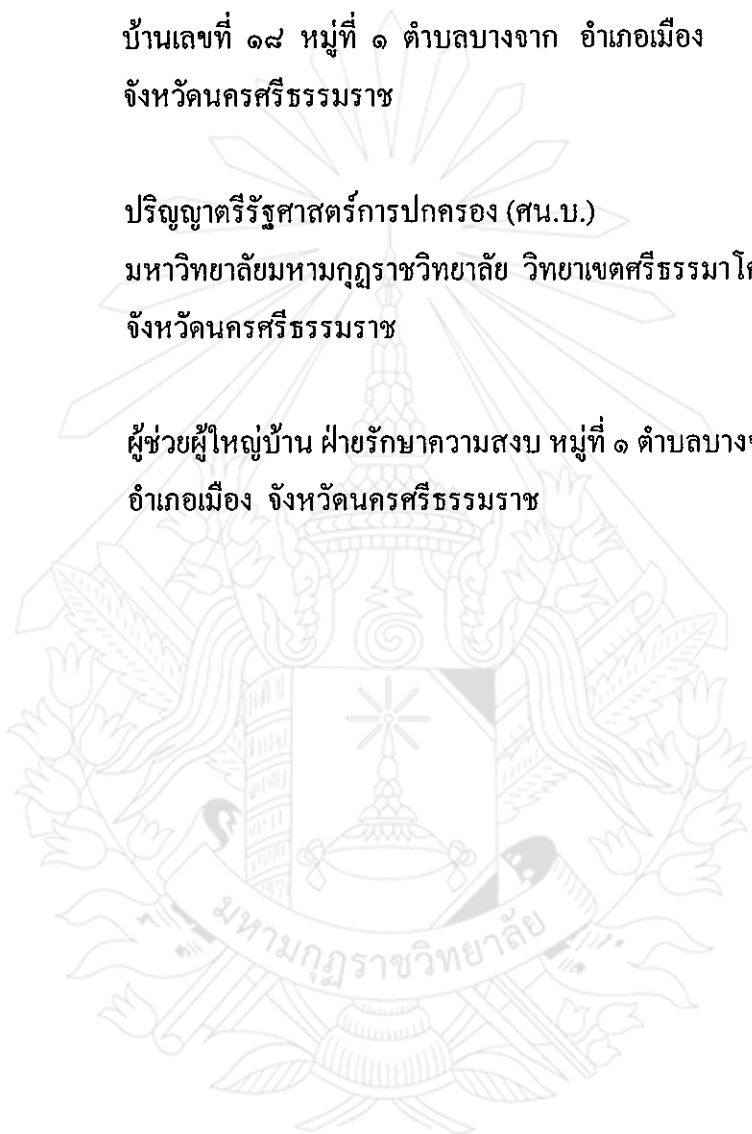 บ้านเลขที่ ๑๘ หมู่ที่ ๑ ตำบลบางจาก อำเภอเมือง
จังหวัดนครศรีธรรมราช
ปริญญาตรีรัฐศาสตร์การปกครอง (ศน.บ.)
มหาวิทยาลัยมหามกุฏราชวิทยาลัย วิทยาเขตศรีธรรมาโศ
จังหวัดนครศรีธรรมราช
ผู้ช่วยผู้ใหญ่บ้าน ฝ่ายรักษาความสงบ หมู่ที่ ๑ ตำบลบาง
อำเภอเมือง จังหวัดนครศรีธรรมราช
มหามกุฏราชวิทยาลัย